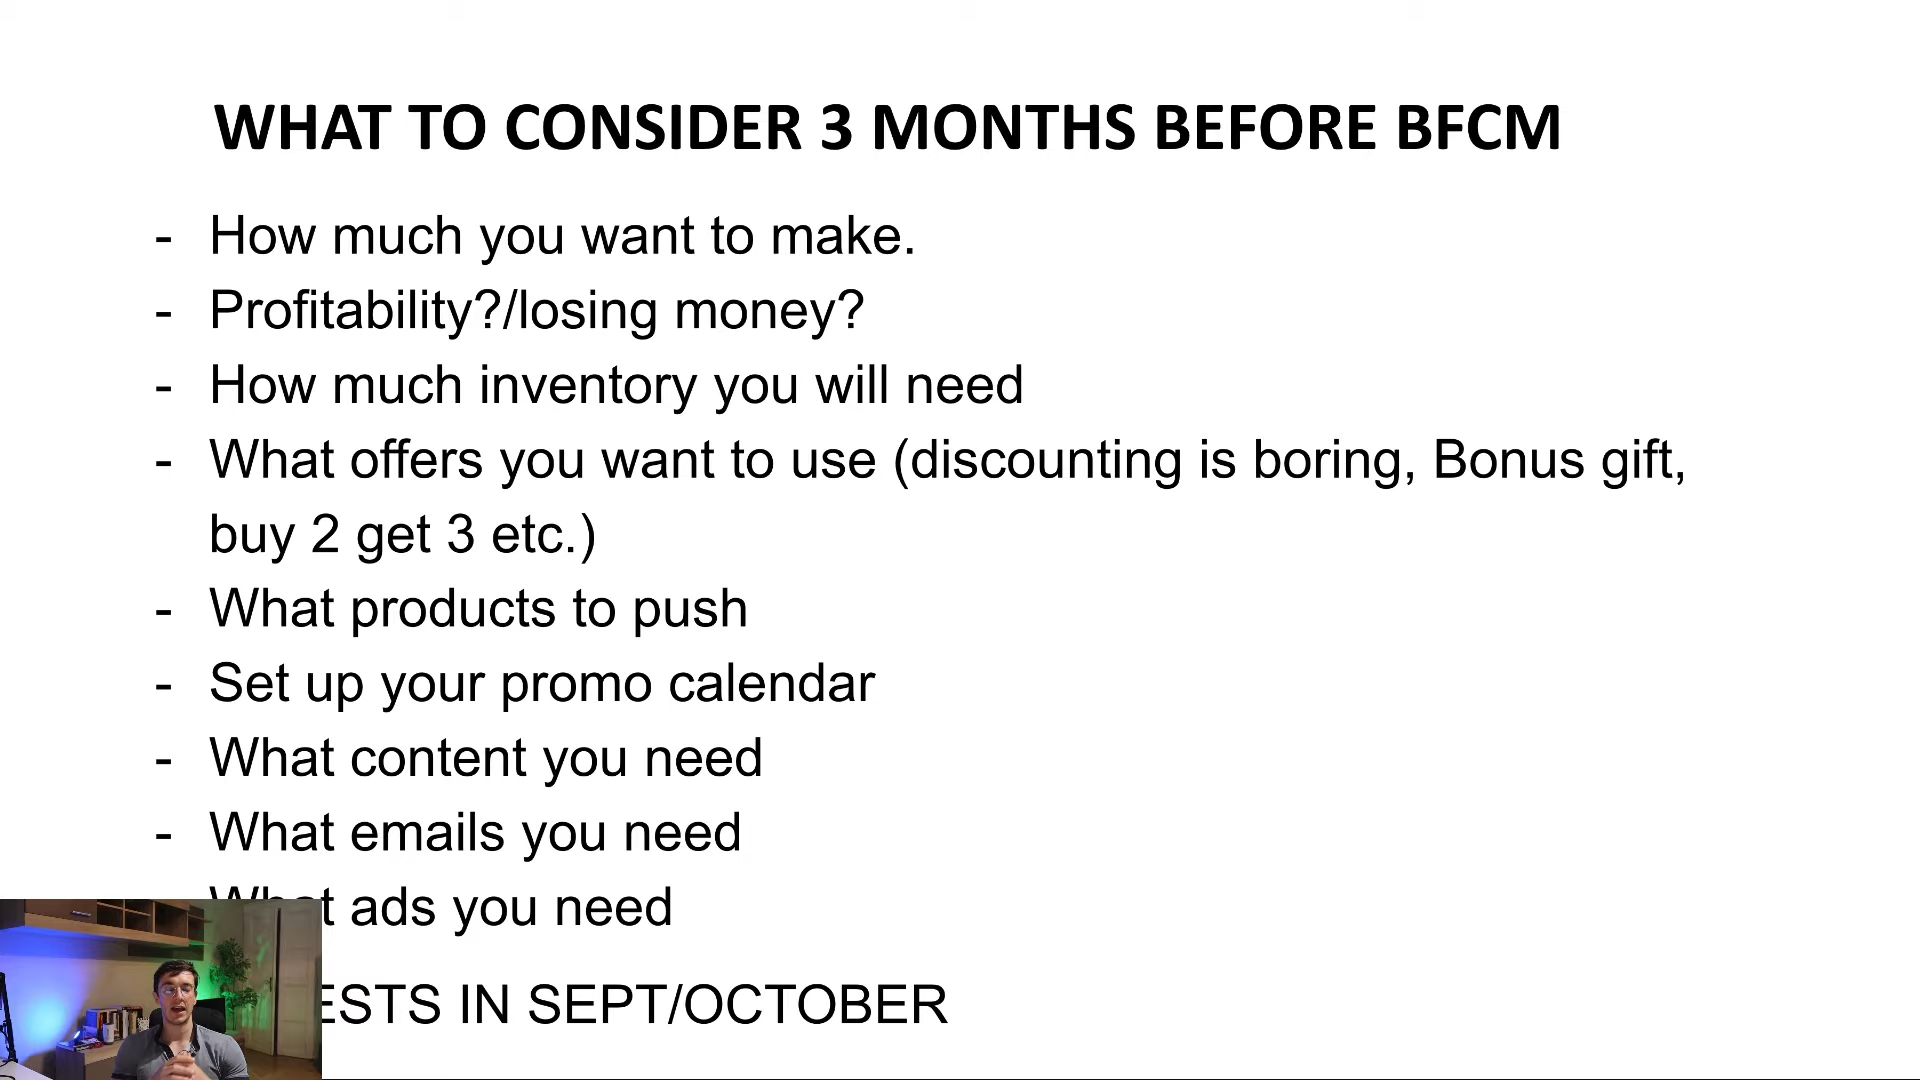 WHAT TO CONSIDER 3 MONTHS BEFORE BFCM
- How much you want to make.
- Profitability?/losing money?
- How much inventory you will need
- What offers you want to use (discounting is boring, Bonus gift,
buy 2 get 3 etc.)
- What products to push
- Set up your promo calendar
- What content you need
- What emails you need
What ads you need
IN SEPT/OCTOBER